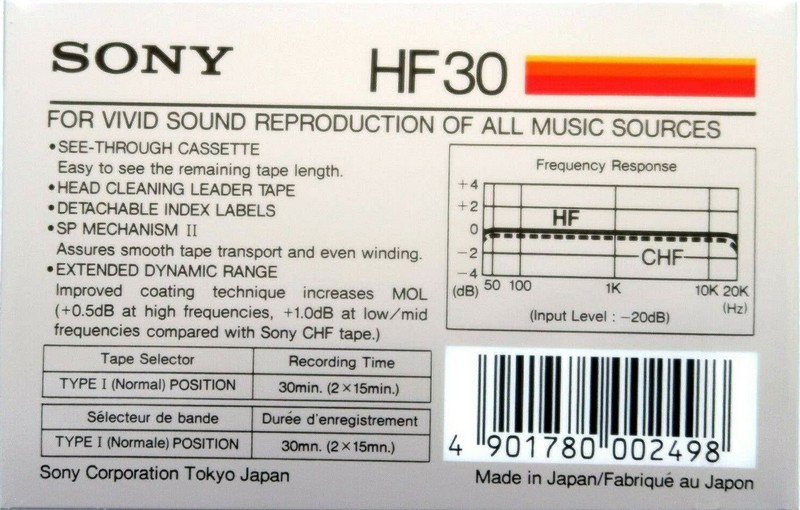 SONY HF30
FOR VIVID SOUND REPRODUCTION OF ALL MUSIC SOURCES
•SEE-THROUGH CASSETTE
Easy to see the remaining tape length.
•HEAD CLEANING LEADER TAPE
•DETACHABLE INDEX LABELS
•SP MECHANISM II
Assures smooth tape transport and even winding.
•EXTENDED DYNAMIC RANGE
Improved coating technique increases MOL
(+0.5dB at high frequencies, +1.0dB at low/mid
frequencies compared with Sony CHF tape.)
Frequency Response
+4
+2
HF
0
−2 CHF
−4
(dB) 50 100 1K 10K 20K
(Hz)
(Input Level : −20dB)
Tape Selector Recording Time
TYPE I (Normal) POSITION 30min. (2×15min.)
Sélecteur de bande Durée d'enregistrement
TYPE I (Normale) POSITION 30mn. (2×15mn.)
4 901780 002498
Sony Corporation Tokyo Japan
Made in Japan/Fabriqué au Japon